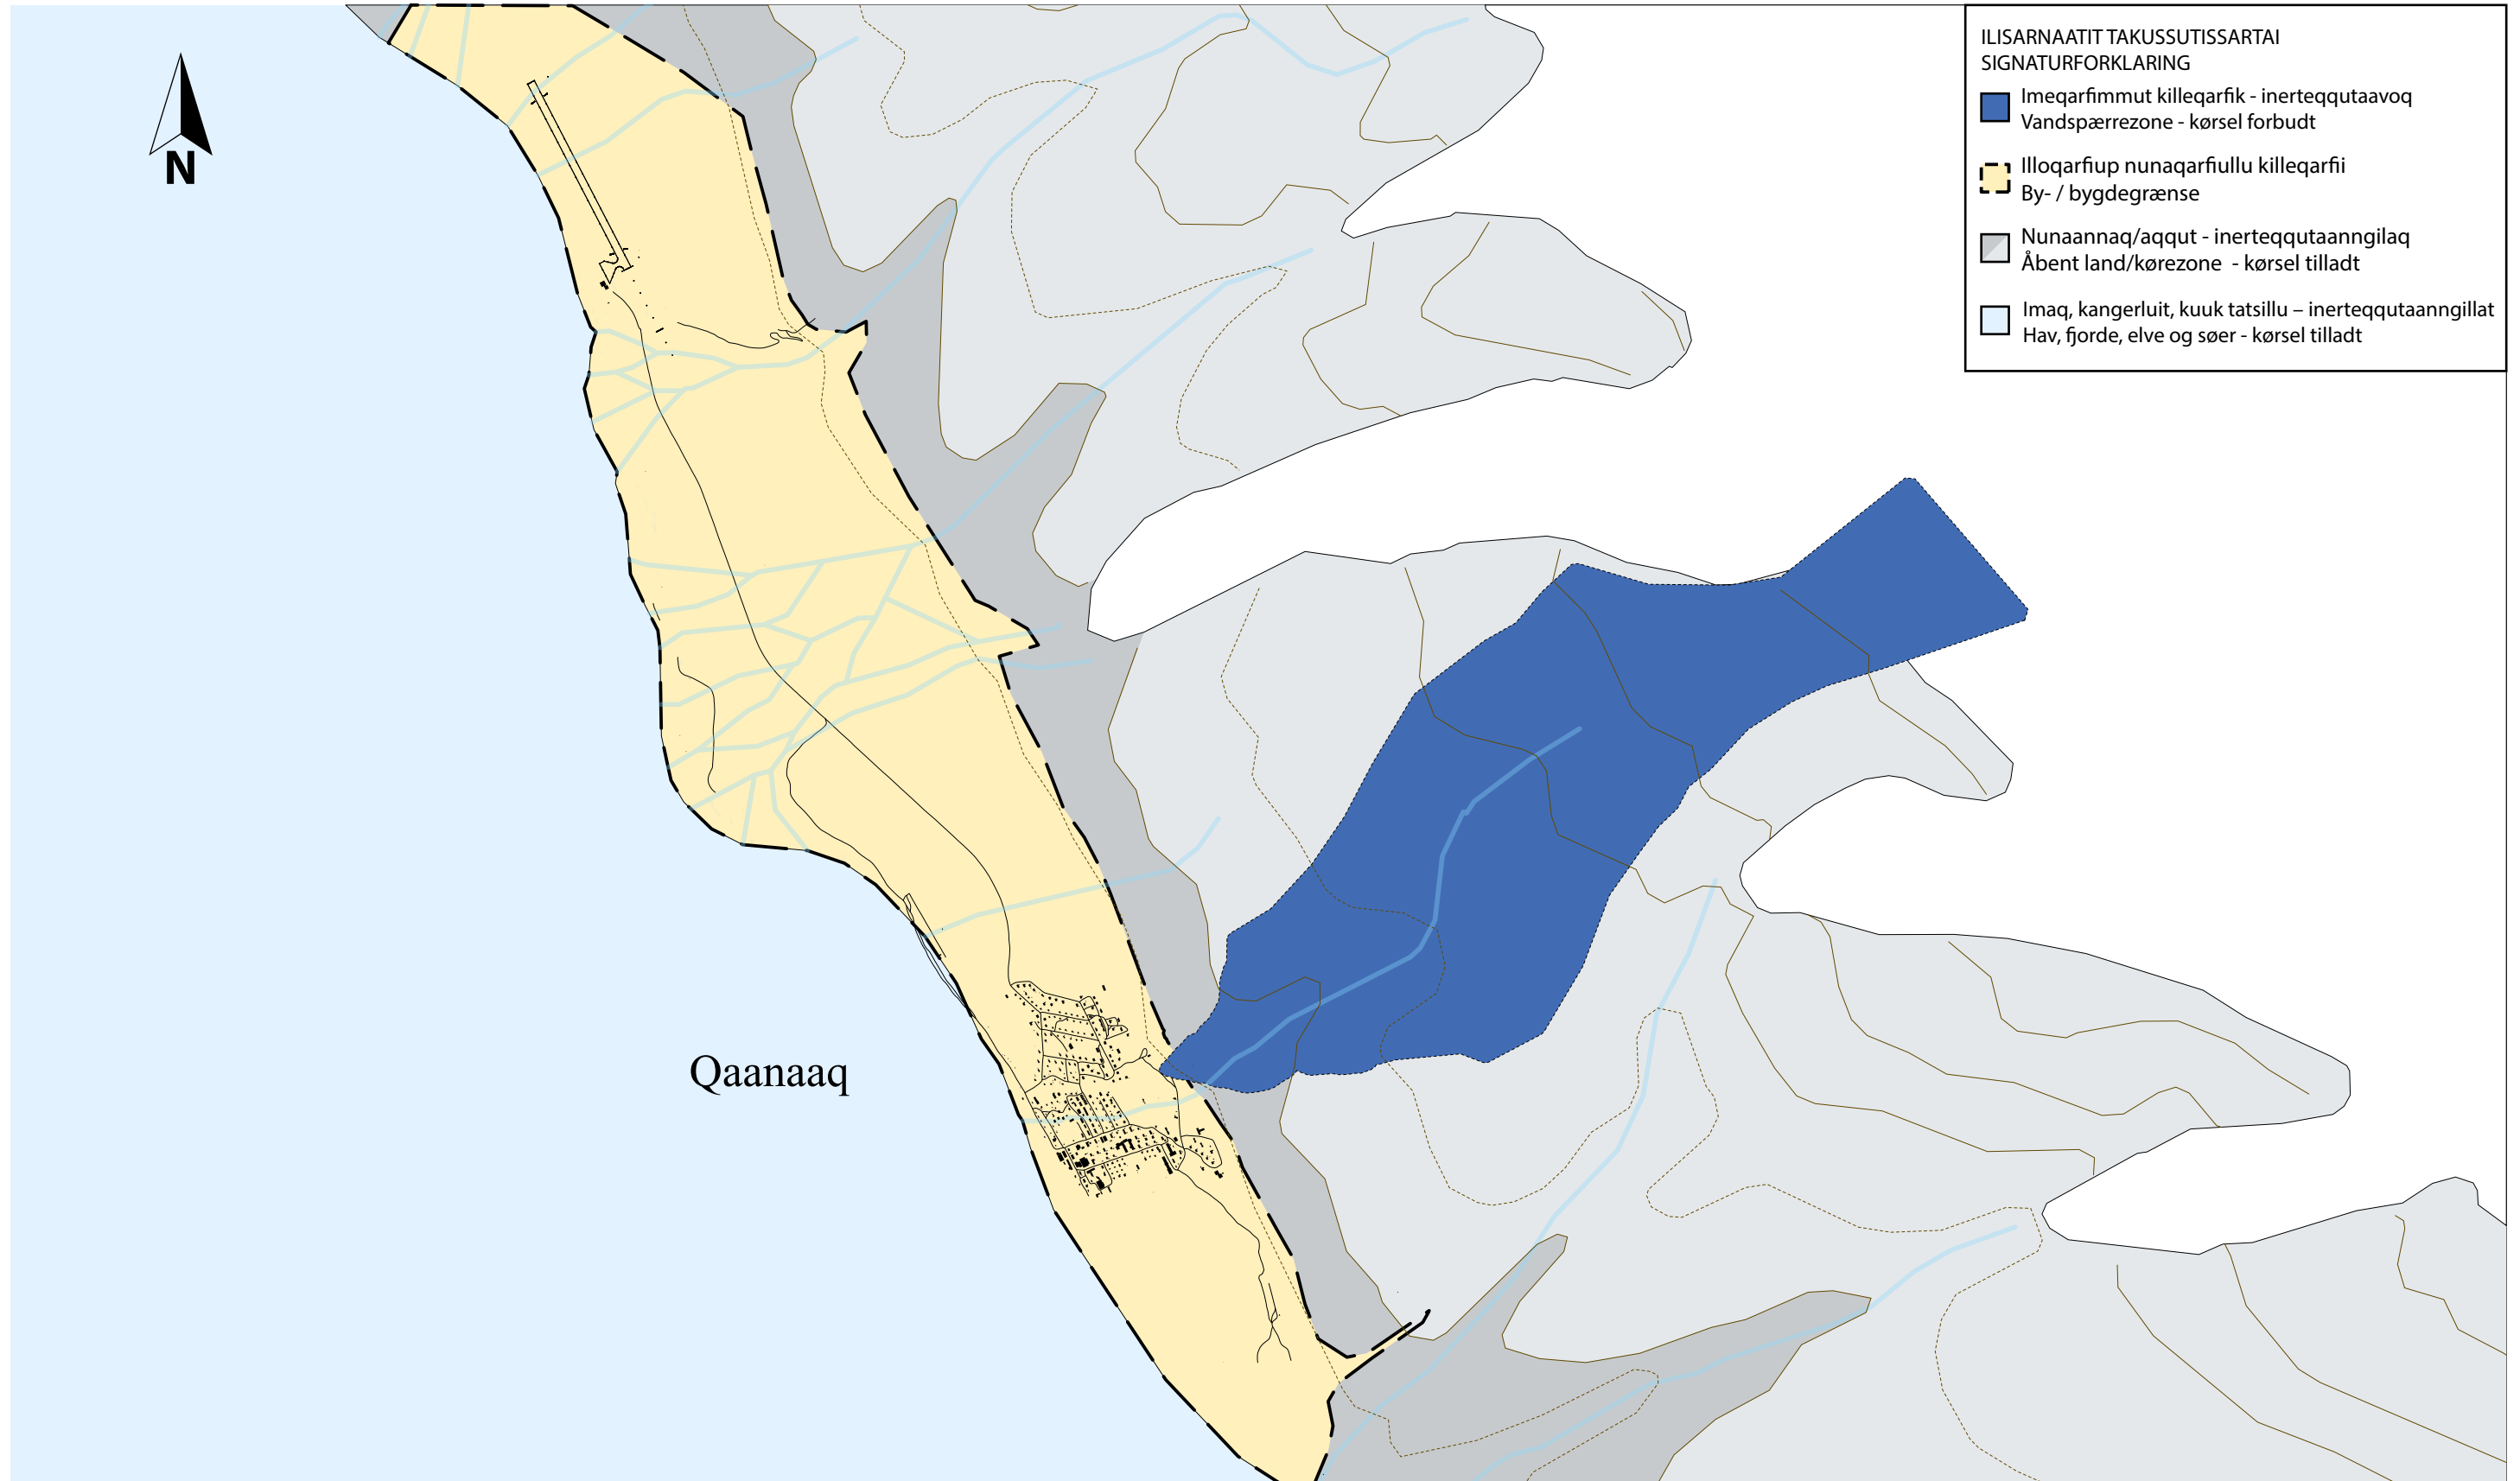 ILISARNAATIT TAKUSSUTISSARTAI
SIGNATURFORKLARING
Imeqarfimmut killeqarfik - inerteqqutaavoq
Vandspærrezone - kørsel forbudt
Illoqarfiup nunaqarfiullu killeqarfii
By- / bygdegrænse
Nunaannaq/aqqut - inerteqqutaanngilaq
Åbent land/kørezone - kørsel tilladt
Imaq, kangerluit, kuuk tatsillu – inerteqqutaanngillat
Hav, fjorde, elve og søer - kørsel tilladt
N
Qaanaaq